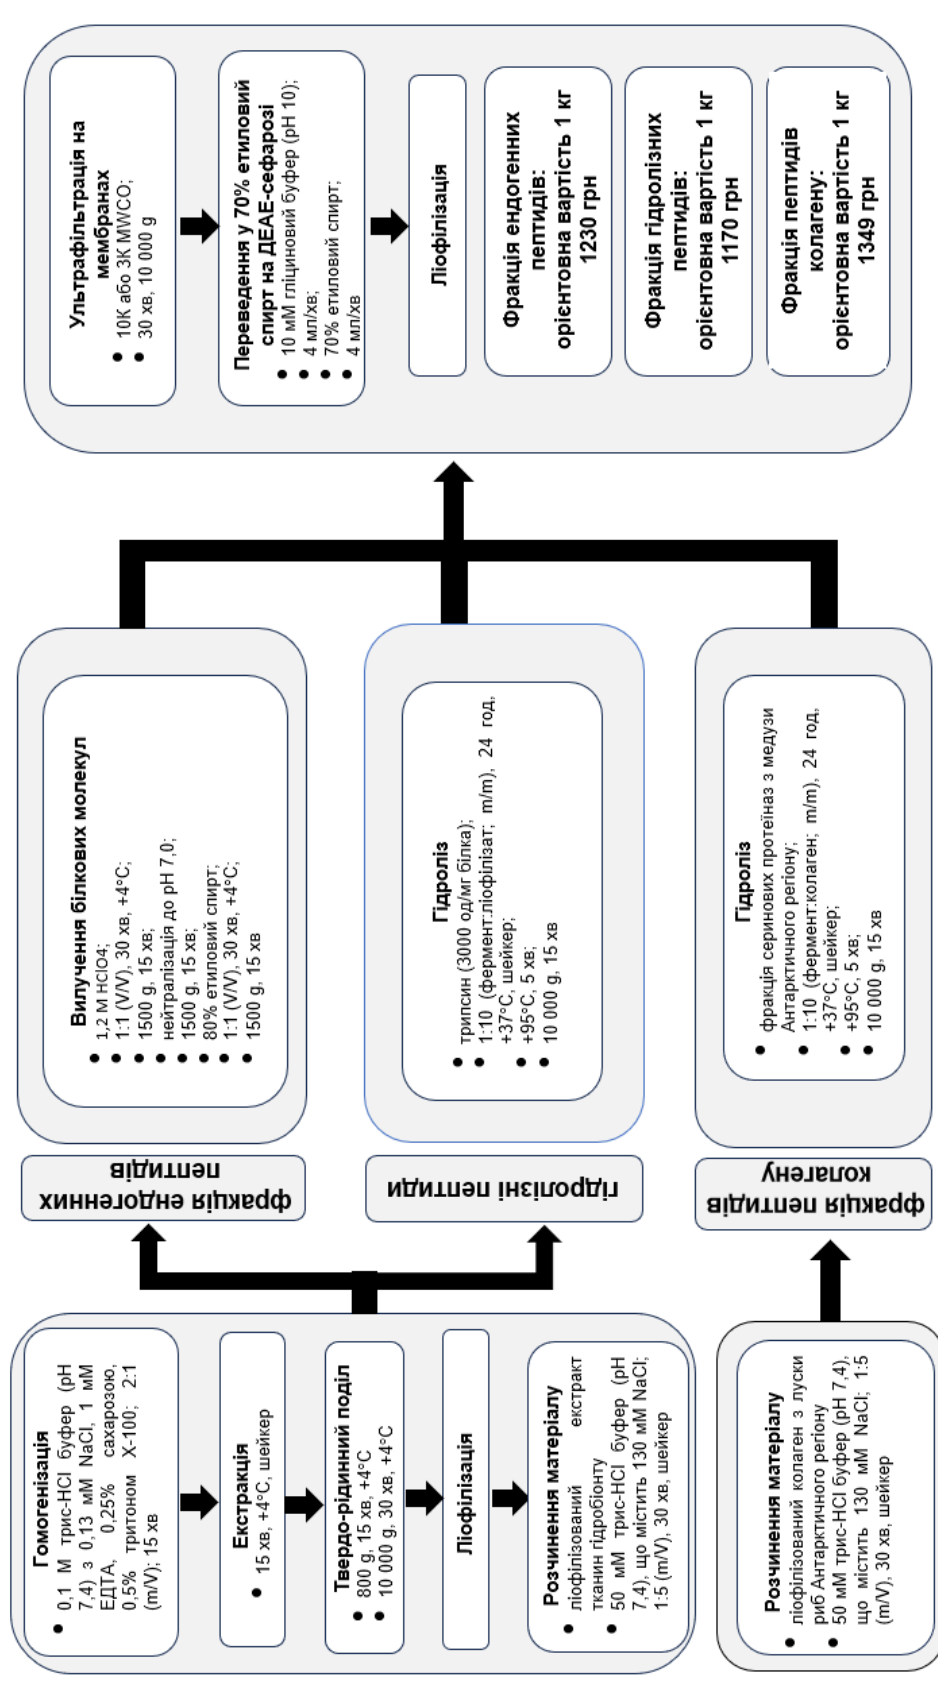 Гомогенізація
0,1 М трис-HCl буфер (рН
7,4) з 0,13 мМ NaCl, 1 мМ
ЕДТА, 0,25% сахарозою,
0,5% тритоном Х-100; 2:1
(m/V); 15 хв
Екстракція
15 хв, +4°С, шейкер
Твердо-рідинний поділ
800 g, 15 хв, +4°С
10 000 g, 30 хв, +4°С
Ліофілізація
Розчинення матеріалу
ліофілізований екстракт
тканин гідробіонту
50 мМ трис-HCl буфер (рН
7,4), що містить 130 мМ NaCl;
1:5 (m/V), 30 хв, шейкер
Розчинення матеріалу
ліофілізований колаген з луски
риб Антарктичного регіону
50 мМ трис-HCl буфер (рН 7,4),
що містить 130 мМ NaCl; 1:5
(m/V), 30 хв, шейкер
фракція ендогенних
пептидів
гідролізні пептиди
фракція пептидів
колагену
Вилучення білкових молекул
1,2 М HClO4;
1:1 (V/V), 30 хв, +4°С;
1500 g, 15 хв;
нейтралізація до рН 7,0;
1500 g, 15 хв;
80% етиловий спирт;
1:1 (V/V), 30 хв, +4°С;
1500 g, 15 хв
Гідроліз
трипсин (3000 од/мг білка);
1:10 (фермент:ліофілізат; m/m), 24 год,
+37°С, шейкер;
+95°С, 5 хв;
10 000 g, 15 хв
Гідроліз
фракція серинових протеїназ з медузи
Антарктичного регіону;
1:10 (фермент:колаген; m/m), 24 год,
+37°С, шейкер;
+95°С, 5 хв;
10 000 g, 15 хв
Ультрафільтрація на
мембранах
10К або 3К MWCO;
30 хв, 10 000 g
Переведення у 70% етиловий
спирт на ДЕАЕ-сефарозі
10 мМ гліциновий буфер (рН 10);
4 мл/хв;
70% етиловий спирт;
4 мл/хв
Ліофілізація
Фракція ендогенних
пептидів:
орієнтовна вартість 1 кг
1230 грн
Фракція гідролізних
пептидів:
орієнтовна вартість 1 кг
1170 грн
Фракція пептидів
колагену:
орієнтовна вартість 1 кг
1349 грн